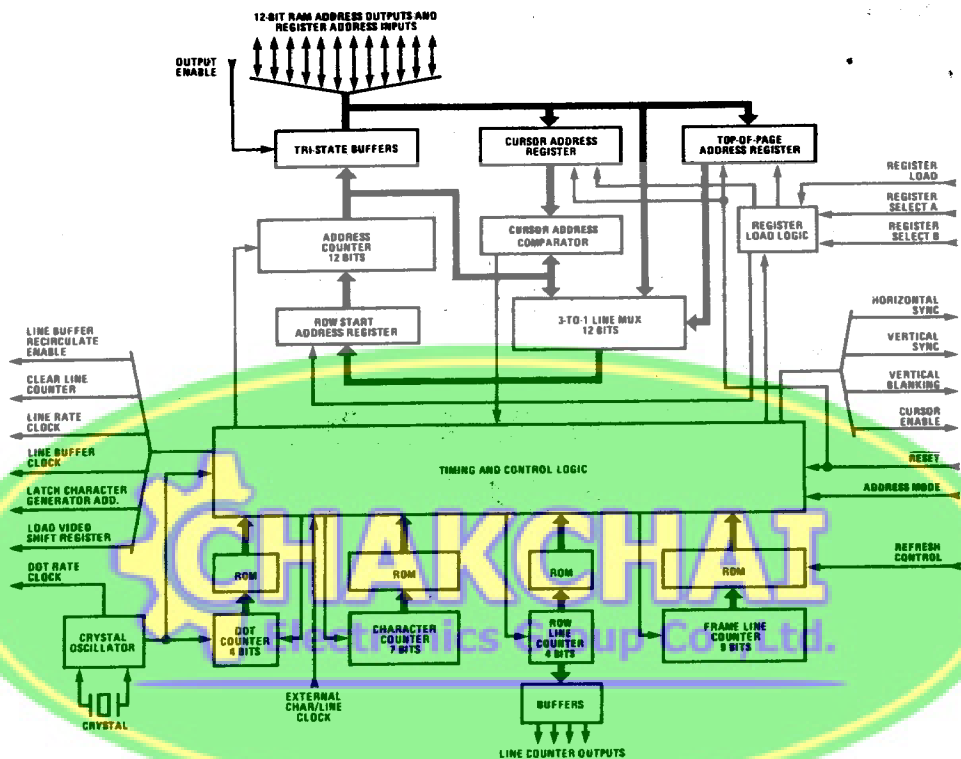 12-BIT RAM ADDRESS OUTPUTS AND
REGISTER ADDRESS INPUTS
OUTPUT
ENABLE
TRI-STATE BUFFERS
CURSOR ADDRESS
REGISTER
TOP-OF-PAGE
ADDRESS REGISTER
REGISTER
LOAD
REGISTER
SELECT A
REGISTER
SELECT B
REGISTER
LOAD LOGIC
ADDRESS
COUNTER
12 BITS
CURSOR ADDRESS
COMPARATOR
ROW START
ADDRESS REGISTER
3-TO-1 LINE MUX
12 BITS
HORIZONTAL
SYNC
VERTICAL
SYNC
VERTICAL
BLANKING
CURSOR
ENABLE
LINE BUFFER
RECIRCULATE
ENABLE
CLEAR LINE
COUNTER
LINE RATE
CLOCK
LINE BUFFER
CLOCK
LATCH CHARACTER
GENERATOR ADD.
LOAD VIDEO
SHIFT REGISTER
DOT RATE
CLOCK
TIMING AND CONTROL LOGIC
RESET
ADDRESS MODE
REFRESH
CONTROL
CHAKCHAI
Electronics Group Co.,Ltd.
ROM
ROM
ROM
ROM
CRYSTAL
OSCILLATOR
DOT
COUNTER
4 BITS
CHARACTER
COUNTER
7 BITS
ROW
LINE
COUNTER
4 BITS
FRAME LINE
COUNTER
9 BITS
CRYSTAL
EXTERNAL
CHAR/LINE
CLOCK
BUFFERS
LINE COUNTER OUTPUTS